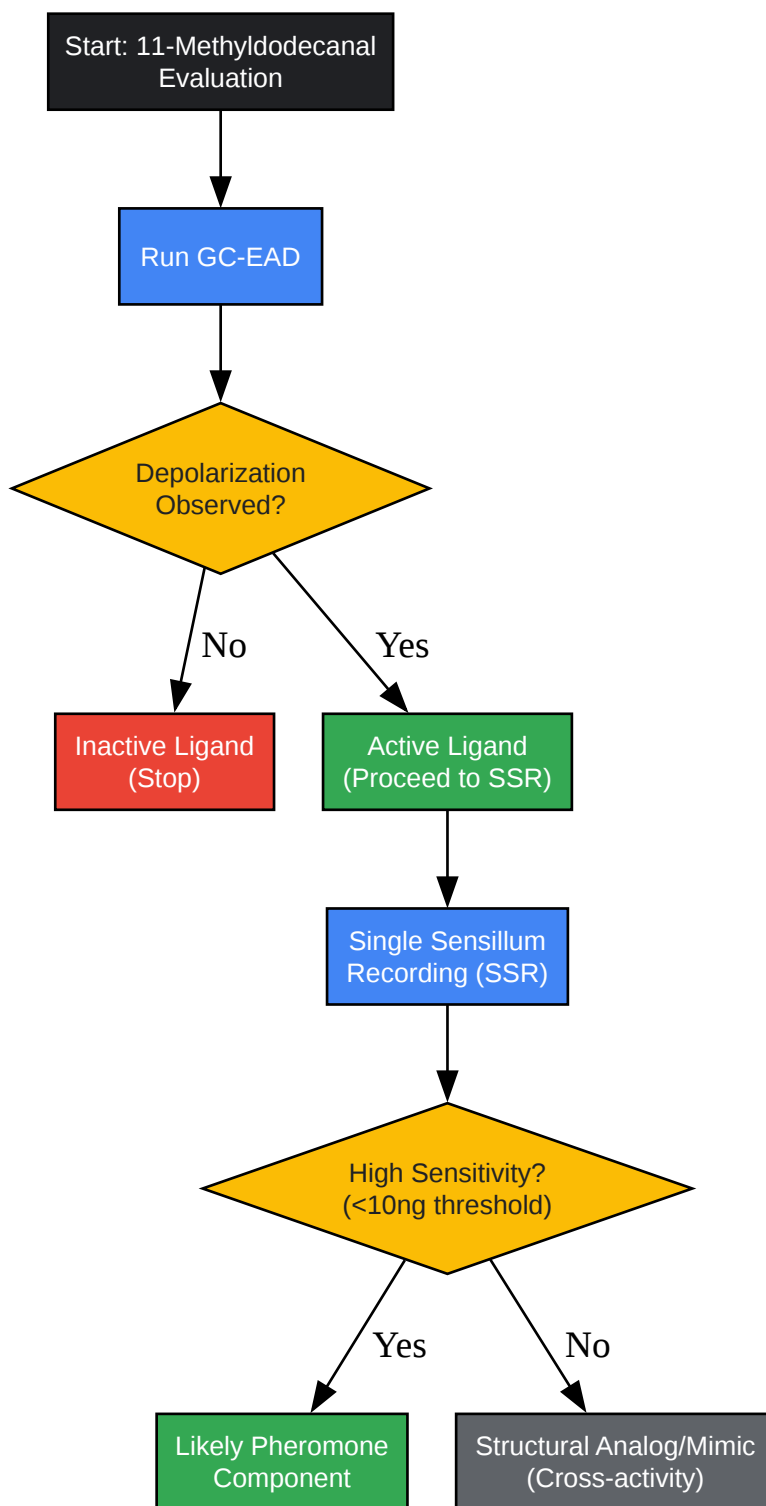 Start: 11-Methyldodecanal
Evaluation
Run GC-EAD
Depolarization
Observed?
No
Yes
Inactive Ligand
(Stop)
Active Ligand
(Proceed to SSR)
Single Sensillum
Recording (SSR)
High Sensitivity?
(<10ng threshold)
Yes
No
Likely Pheromone
Component
Structural Analog/Mimic
(Cross-activity)